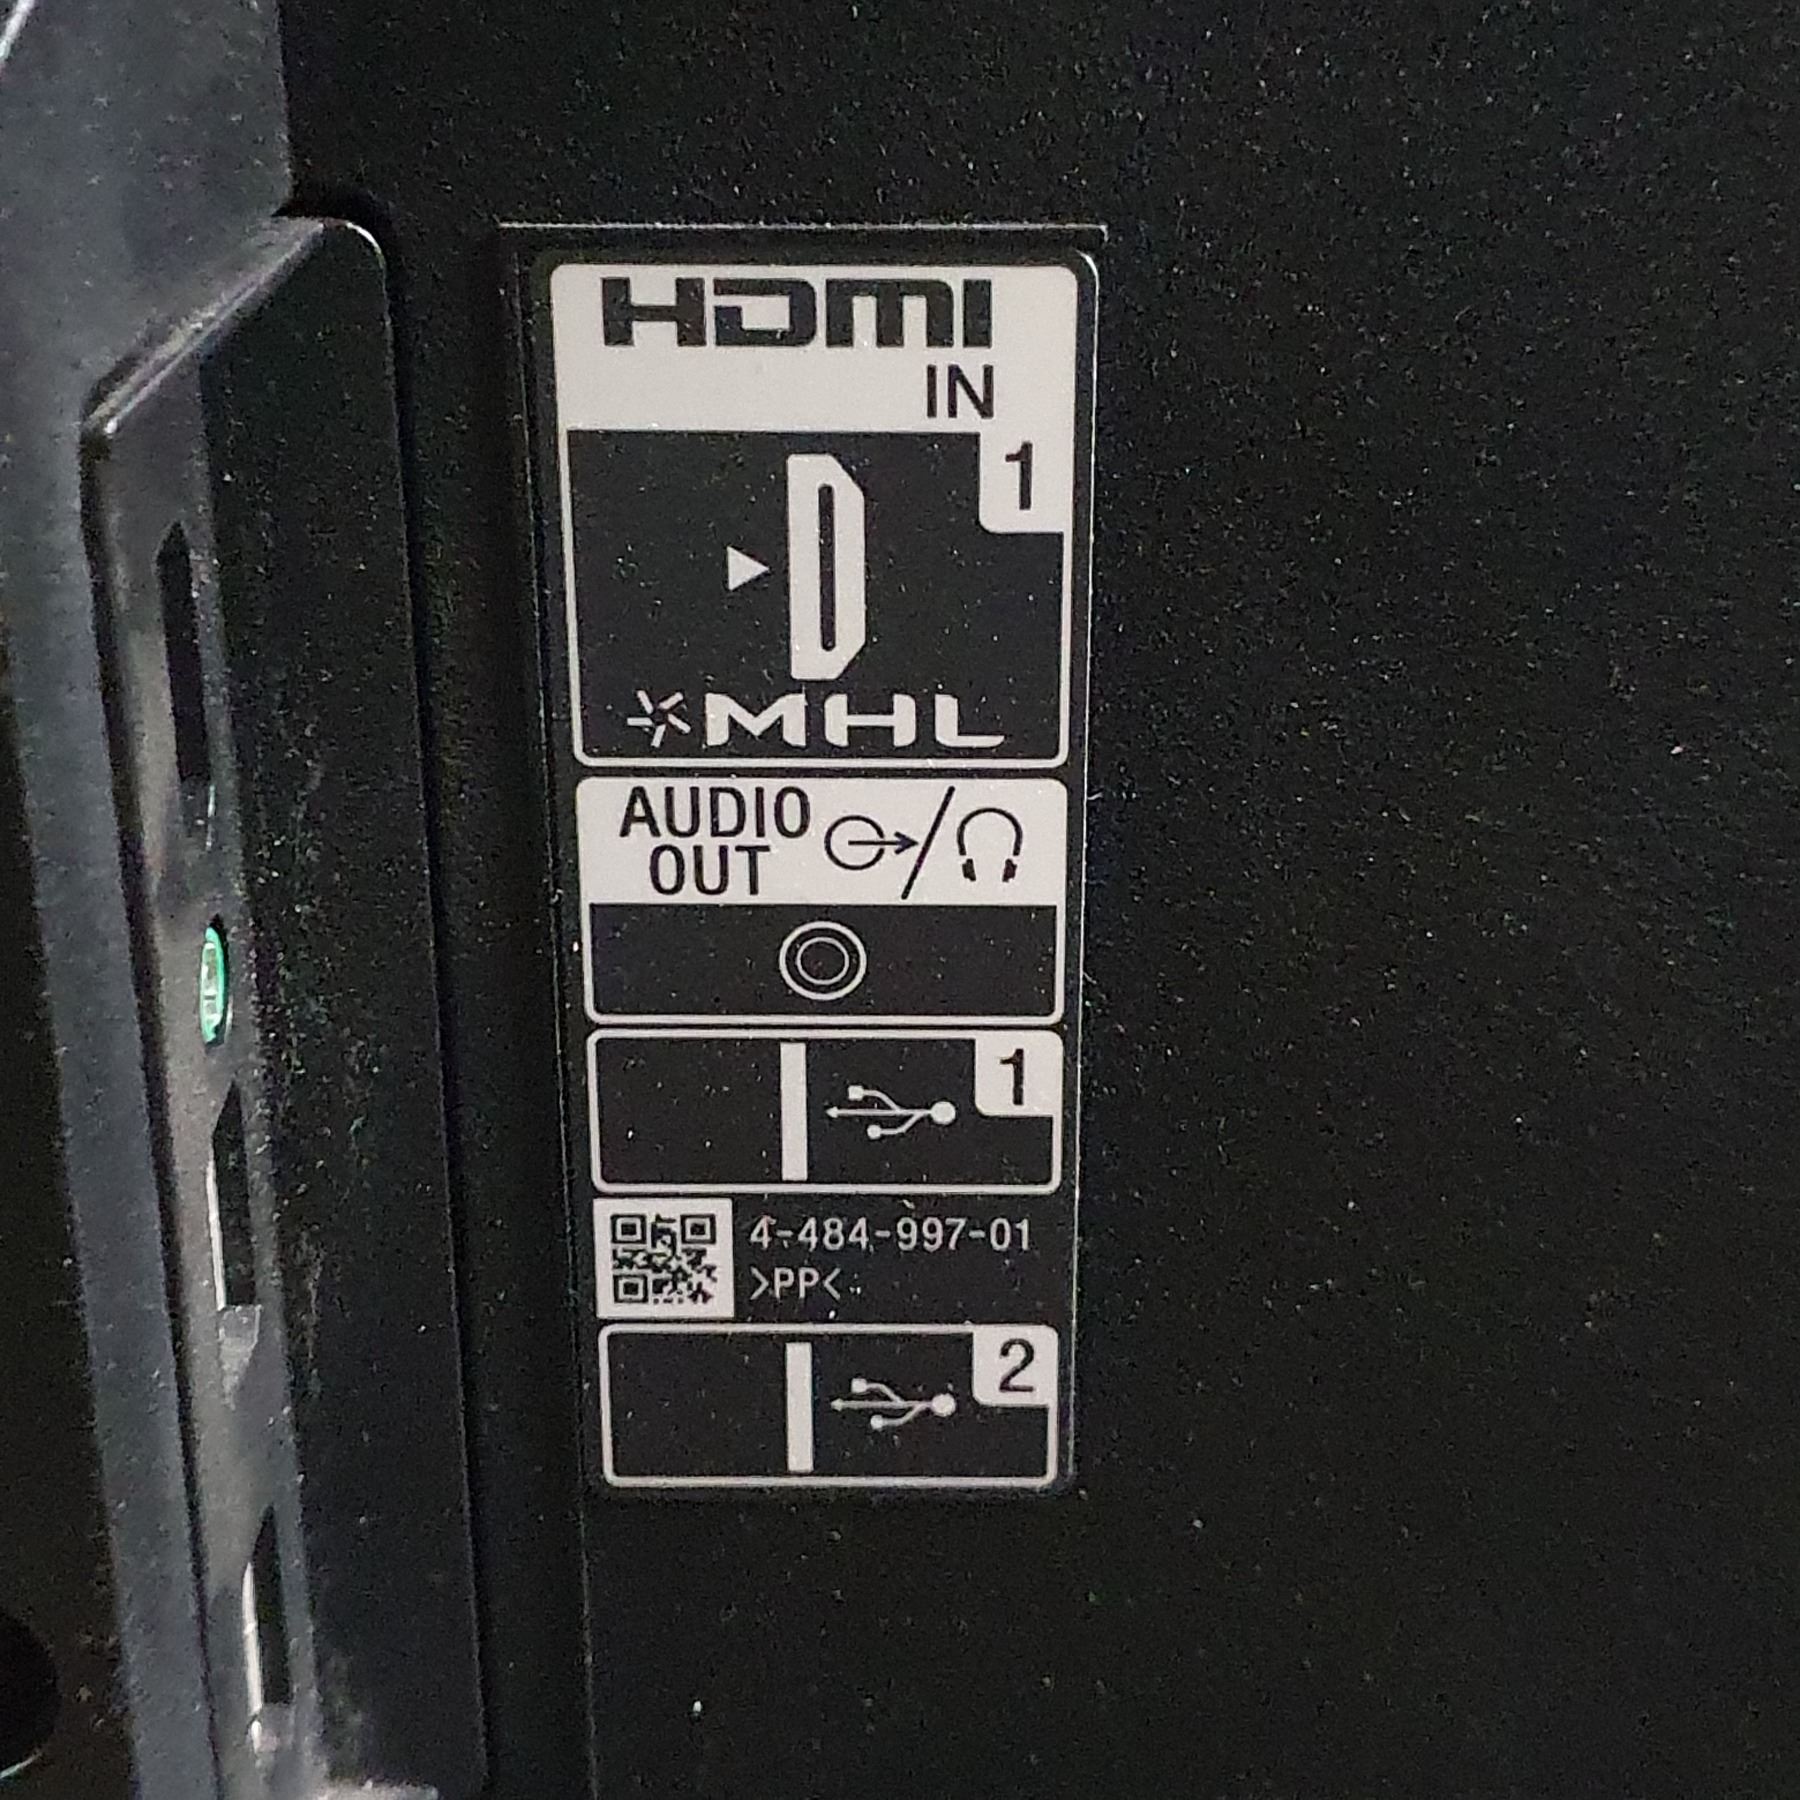 HDMI
IN
1
MHL
AUDIO
OUT
1
4-484-997-01
>PP<
2